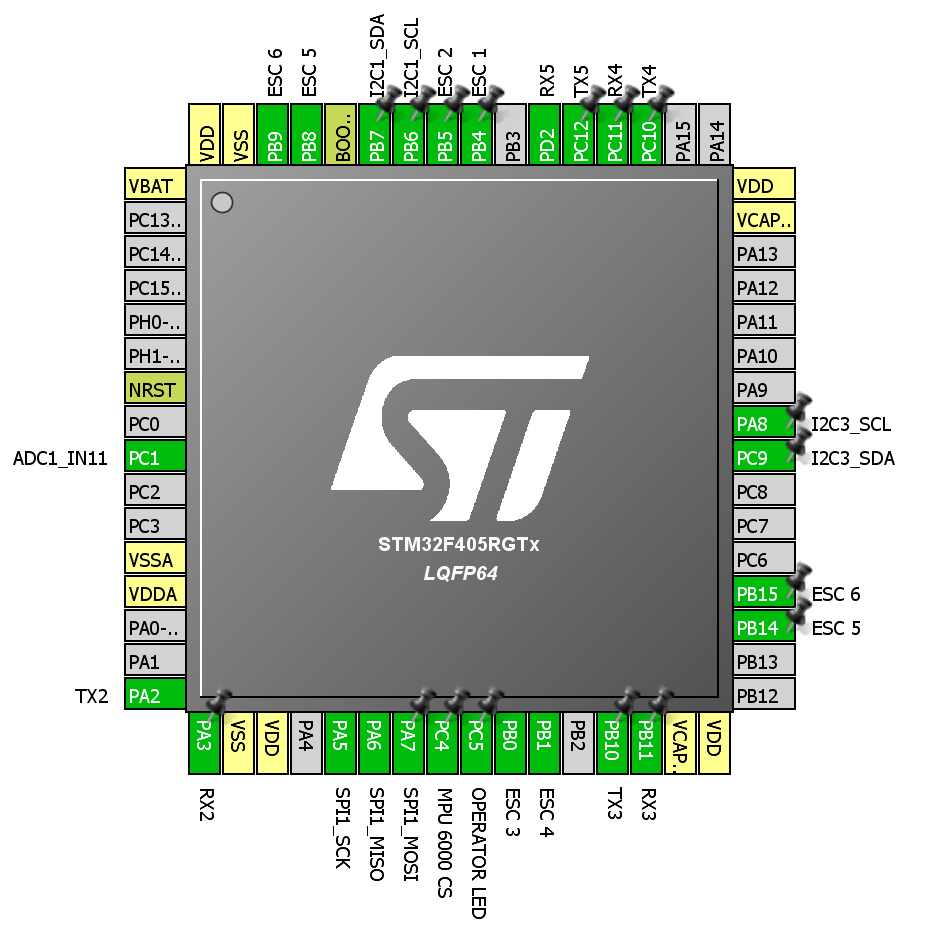 ESC 6
ESC 5
I2C1_SDA
I2C1_SCL
ESC 2
ESC 1
RX5
TX5
RX4
TX4
VDD
VSS
PB9
PB8
BOO..
PB7
PB6
PB5
PB4
PB3
PD2
PC12
PC11
PC10
PA15
PA14
VBAT
PC13..
PC14..
PC15..
PH0-..
PH1-..
NRST
PC0
ADC1_IN11 PC1
PC2
PC3
VSSA
VDDA
PA0-..
PA1
TX2 PA2
ST
STM32F405RGTx
LQFP64
VDD
VCAP..
PA13
PA12
PA11
PA10
PA9
PA8 I2C3_SCL
PC9 I2C3_SDA
PC8
PC7
PC6
PB15 ESC 6
PB14 ESC 5
PB13
PB12
PA3
VSS
VDD
PA4
PA5
PA6
PA7
PC4
PC5
PB0
PB1
PB2
PB10
PB11
VCAP..
VDD
RX2
SPI1_SCK
SPI1_MISO
SPI1_MOSI
MPU 6000 CS
OPERATOR LED
ESC 3
ESC 4
TX3
RX3